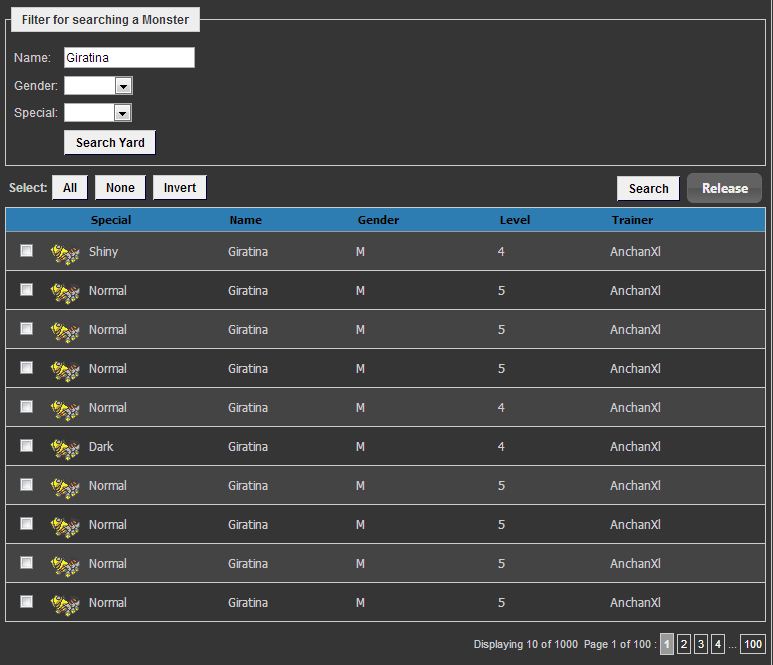 Filter for searching a Monster
Name: Giratina
Gender:
Special:
Search Yard
Select: All None Invert Search Release
Special Name Gender Level Trainer
Shiny Giratina M 4 AnchanXl
Normal Giratina M 5 AnchanXl
Normal Giratina M 5 AnchanXl
Normal Giratina M 5 AnchanXl
Normal Giratina M 4 AnchanXl
Dark Giratina M 4 AnchanXl
Normal Giratina M 5 AnchanXl
Normal Giratina M 5 AnchanXl
Normal Giratina M 5 AnchanXl
Normal Giratina M 5 AnchanXl
Displaying 10 of 1000 Page 1 of 100 : 1 2 3 4 ... 100